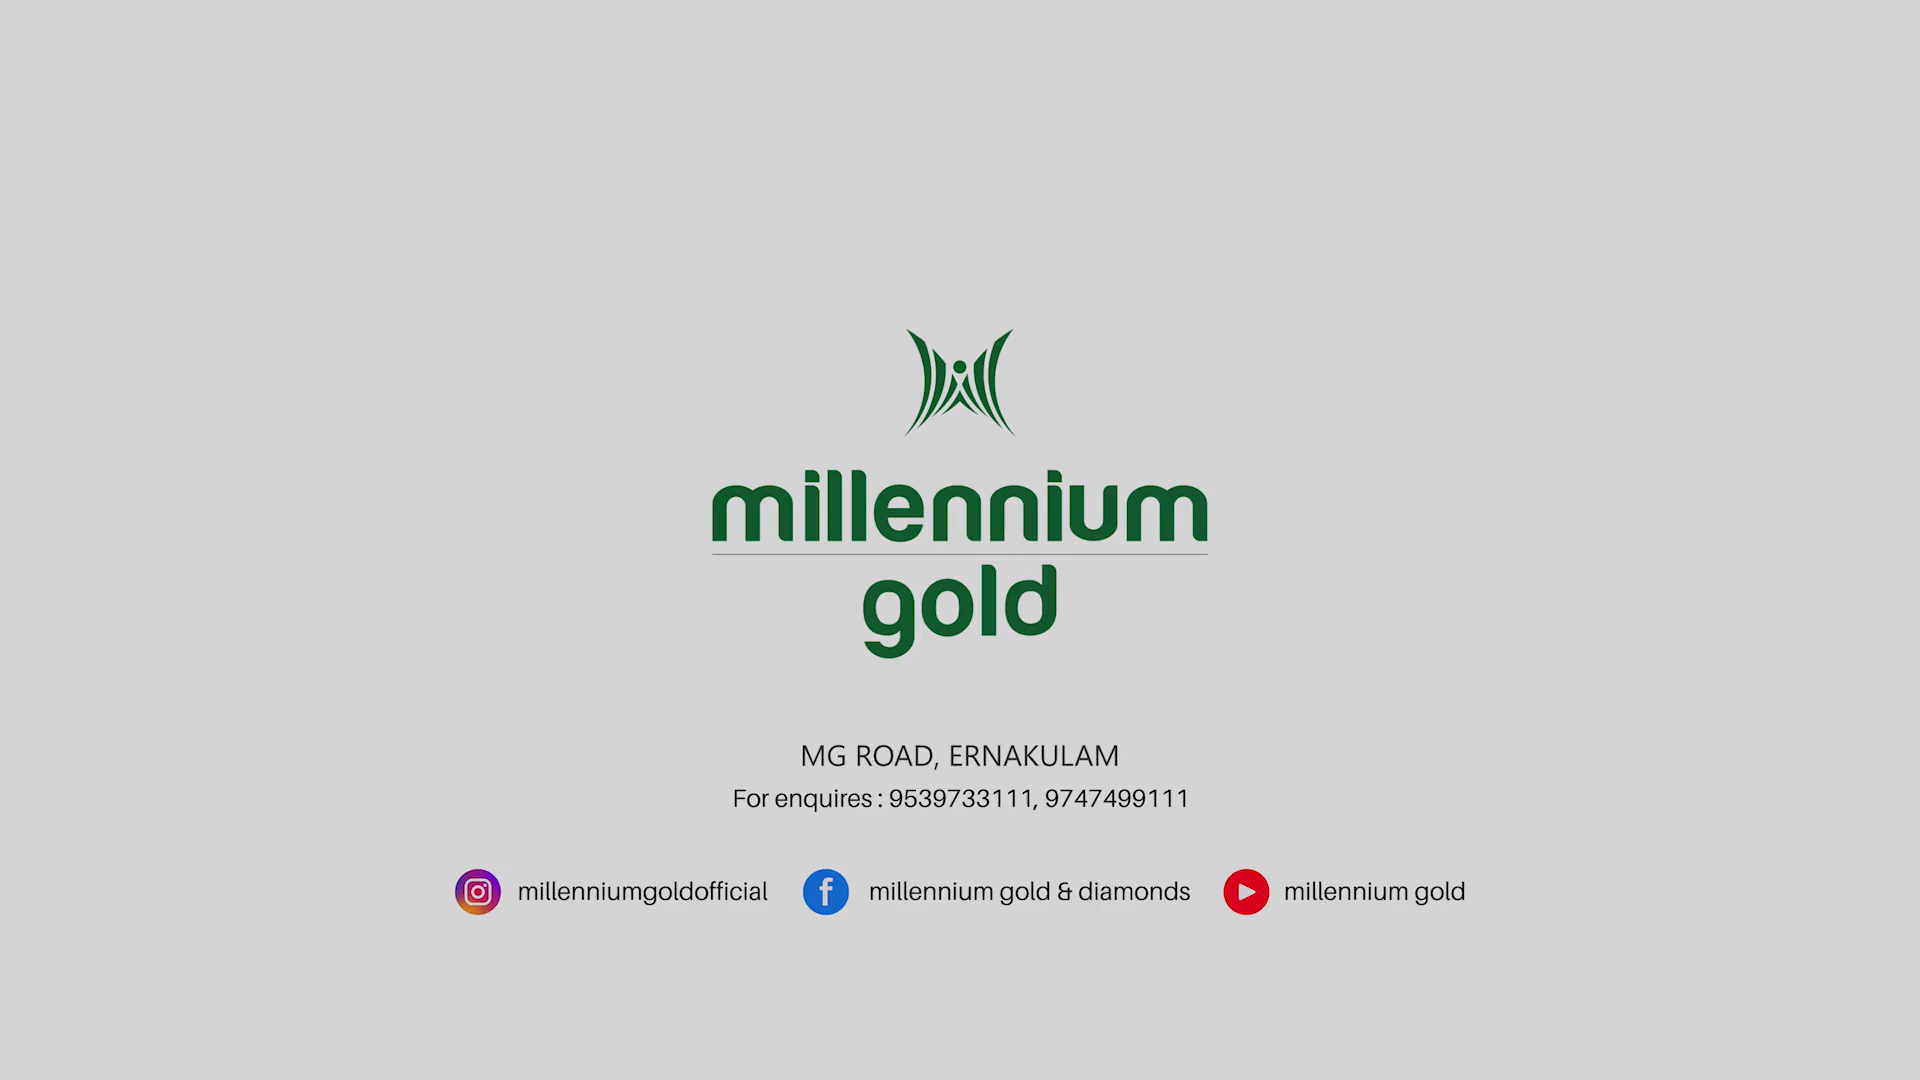 millennium
gold
MG ROAD, ERNAKULAM
For enquires : 9539733111, 9747499111
millenniumgoldofficial
millennium gold & diamonds
millennium gold